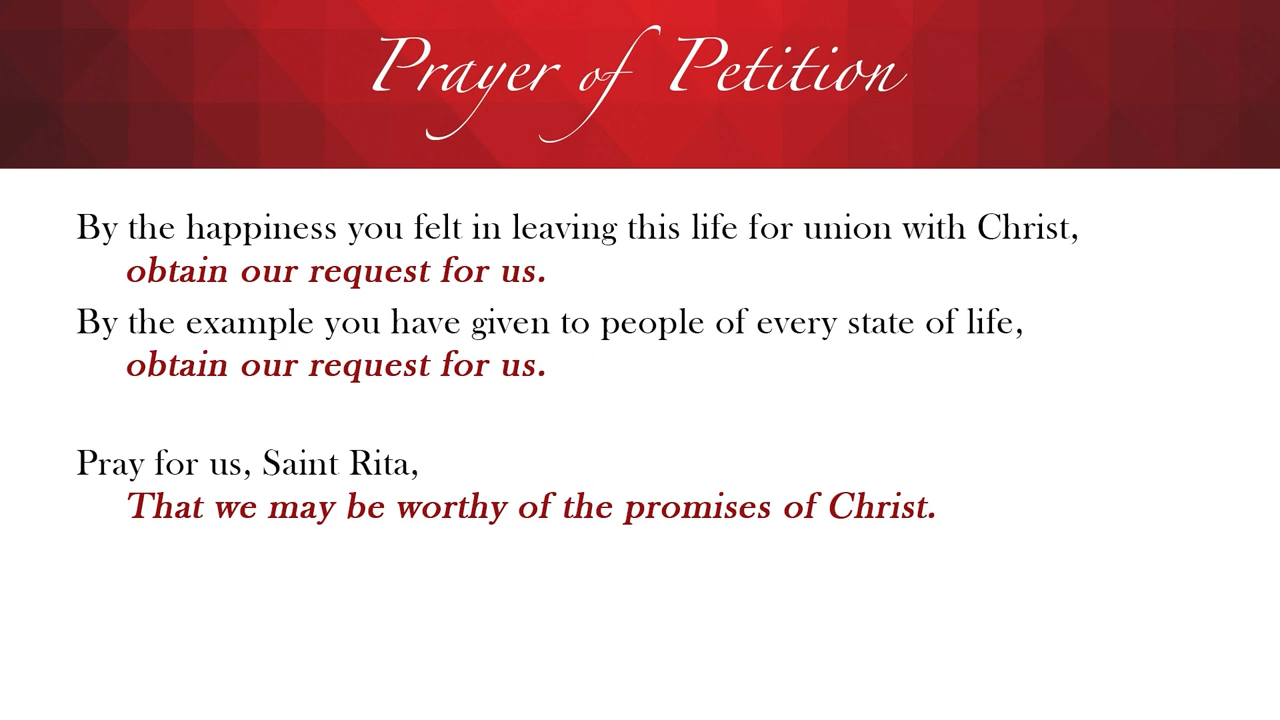 Prayer of Petition
By the happiness you felt in leaving this life for union with Christ,
obtain our request for us.
By the example you have given to people of every state of life,
obtain our request for us.
Pray for us, Saint Rita,
That we may be worthy of the promises of Christ.